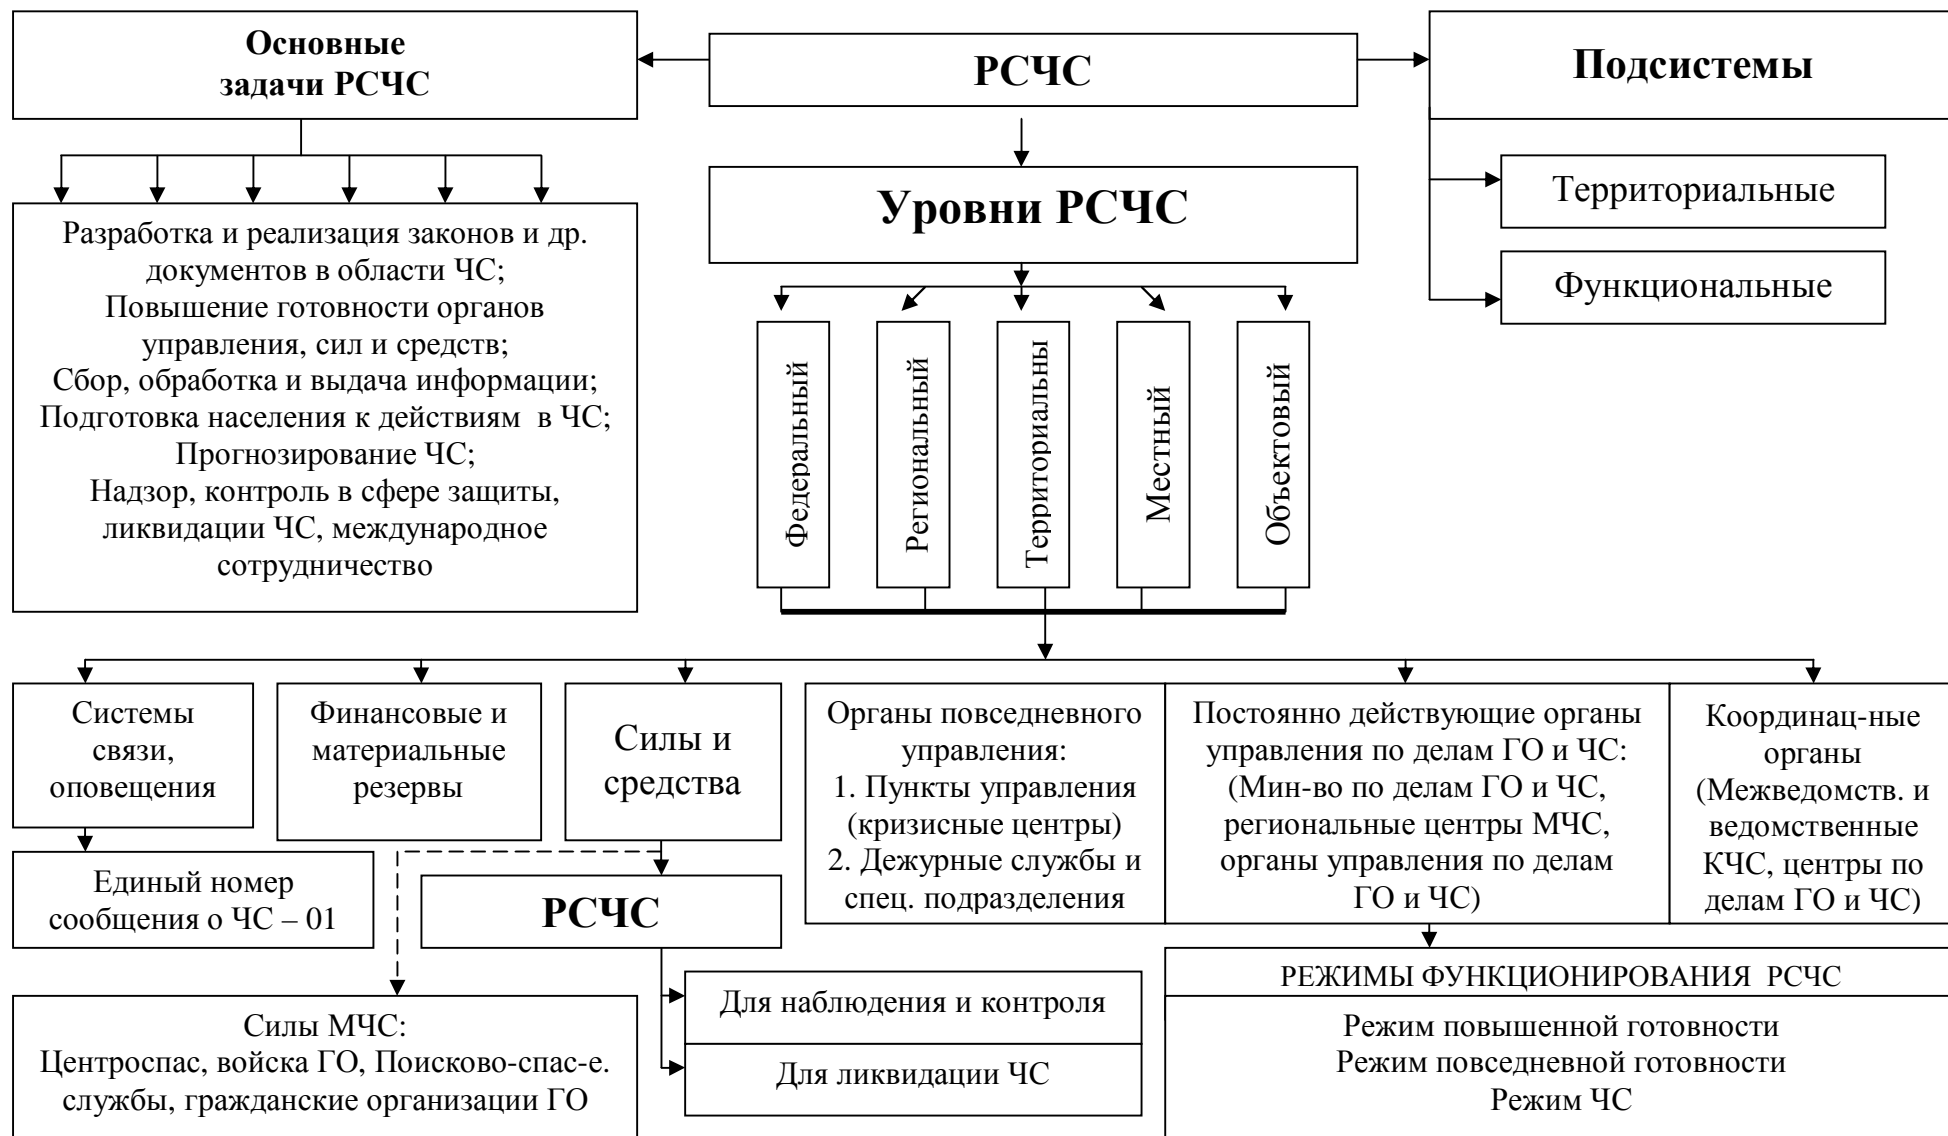 Основные
задачи РСЧС
РСЧС
Подсистемы
Разработка и реализация законов и др.
документов в области ЧС;
Повышение готовности органов
управления, сил и средств;
Сбор, обработка и выдача информации;
Подготовка населения к действиям в ЧС;
Прогнозирование ЧС;
Надзор, контроль в сфере защиты,
ликвидации ЧС, международное
сотрудничество
Уровни РСЧС
Федеральный
Региональный
Территориальны
Местный
Объектовый
Территориальные
Функциональные
Системы
связи,
оповещения
Финансовые и
материальные
резервы
Силы и
средства
Органы повседневного
управления:
1. Пункты управления
(кризисные центры)
2. Дежурные службы и
спец. подразделения
Постоянно действующие органы
управления по делам ГО и ЧС:
(Мин-во по делам ГО и ЧС,
региональные центры МЧС,
органы управления по делам
ГО и ЧС)
Координац-ные
органы
(Межведомств. и
ведомственные
КЧС, центры по
делам ГО и ЧС)
Единый номер
сообщения о ЧС – 01
РСЧС
Для наблюдения и контроля
Для ликвидации ЧС
Силы МЧС:
Центроспас, войска ГО, Поисково-спас-е.
службы, гражданские организации ГО
РЕЖИМЫ ФУНКЦИОНИРОВАНИЯ РСЧС
Режим повышенной готовности
Режим повседневной готовности
Режим ЧС